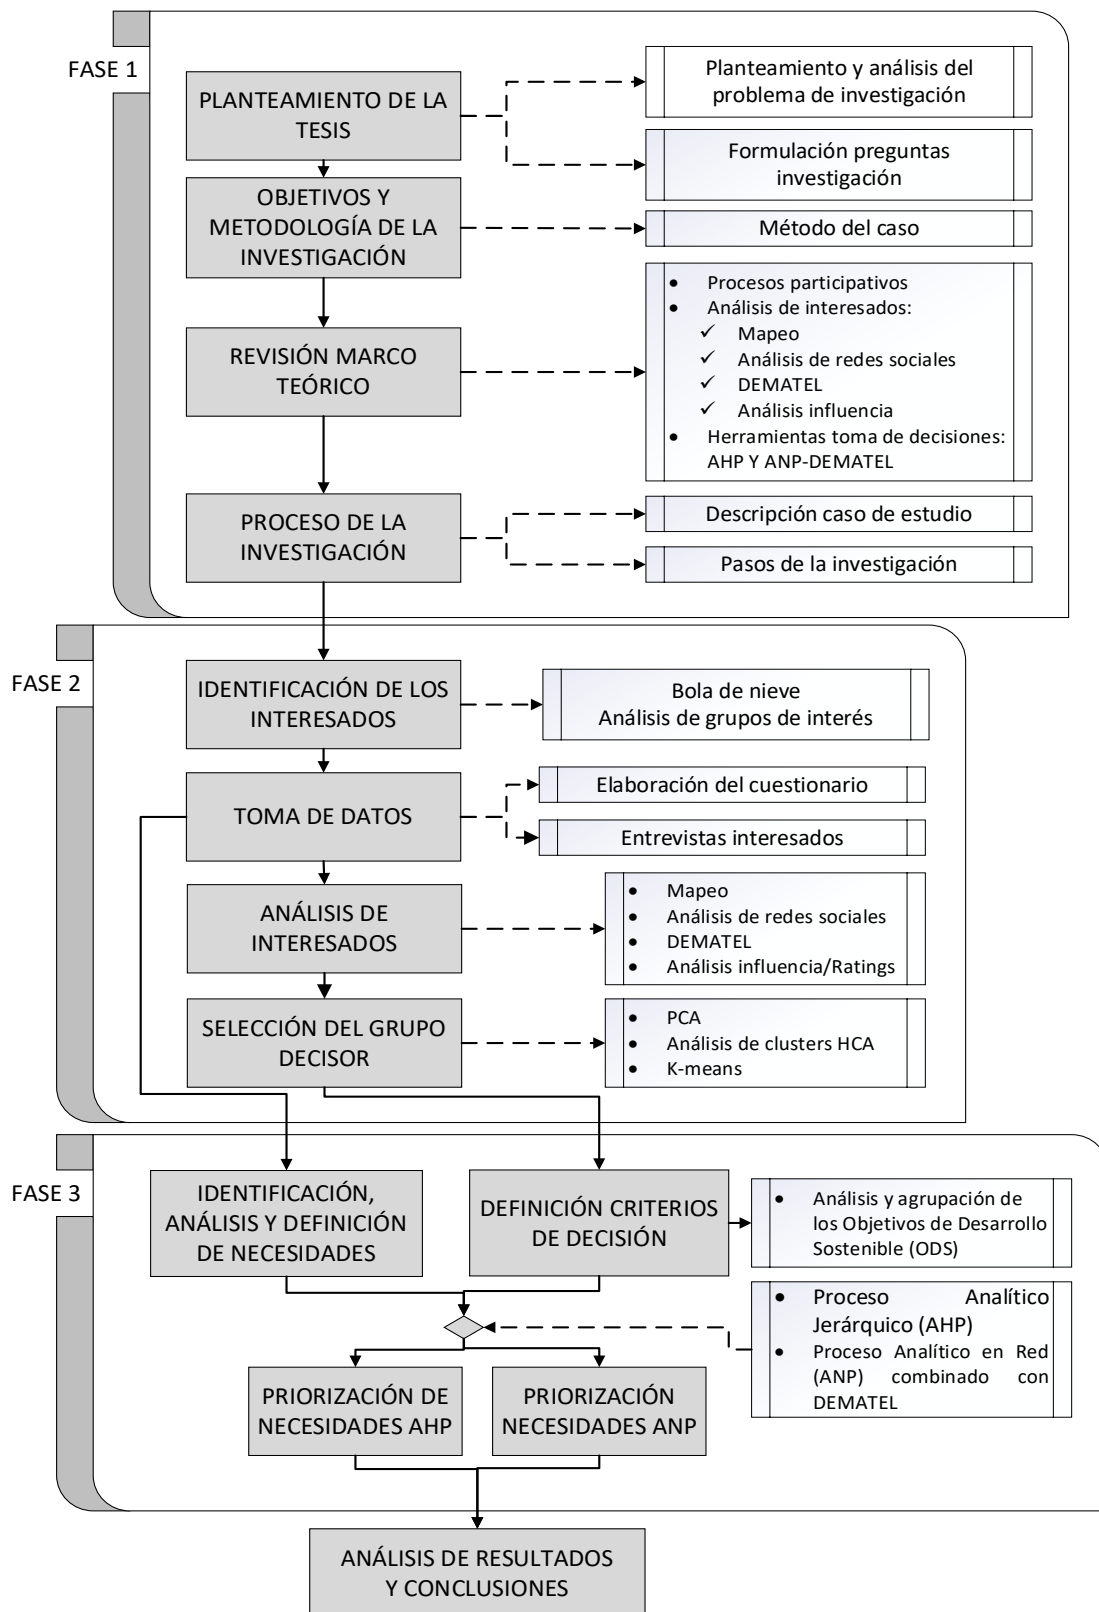 FASE 1
PLANTEAMIENTO DE LA
TESIS
Planteamiento y análisis del
problema de investigación
Formulación preguntas
investigación
OBJETIVOS Y
METODOLOGÍA DE LA
INVESTIGACIÓN
Método del caso
REVISIÓN MARCO
TEÓRICO
• Procesos participativos
• Análisis de interesados:
✓ Mapeo
✓ Análisis de redes sociales
✓ DEMATEL
✓ Análisis influencia
• Herramientas toma de decisiones:
AHP Y ANP-DEMATEL
PROCESO DE LA
INVESTIGACIÓN
Descripción caso de estudio
Pasos de la investigación
FASE 2
IDENTIFICACIÓN DE LOS
INTERESADOS
Bola de nieve
Análisis de grupos de interés
TOMA DE DATOS
Elaboración del cuestionario
Entrevistas interesados
ANÁLISIS DE
INTERESADOS
• Mapeo
• Análisis de redes sociales
• DEMATEL
• Análisis influencia/Ratings
SELECCIÓN DEL GRUPO
DECISOR
• PCA
• Análisis de clusters HCA
• K-means
FASE 3
IDENTIFICACIÓN,
ANÁLISIS Y DEFINICIÓN
DE NECESIDADES
DEFINICIÓN CRITERIOS
DE DECISIÓN
• Análisis y agrupación de
los Objetivos de Desarrollo
Sostenible (ODS)
• Proceso Analítico
Jerárquico (AHP)
• Proceso Analítico en Red
(ANP) combinado con
DEMATEL
PRIORIZACIÓN DE
NECESIDADES AHP
PRIORIZACIÓN
NECESIDADES ANP
ANÁLISIS DE RESULTADOS
Y CONCLUSIONES